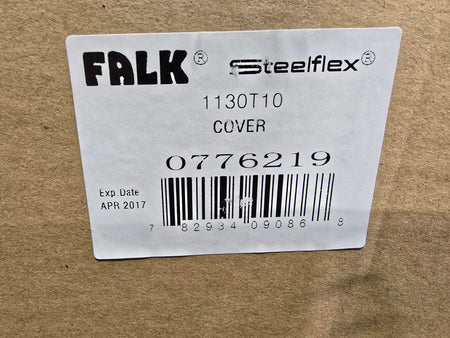 FALK® Steelflex®
1130T10
COVER
0776219
Exp. Date
APR 2017
7 82934 09086 8